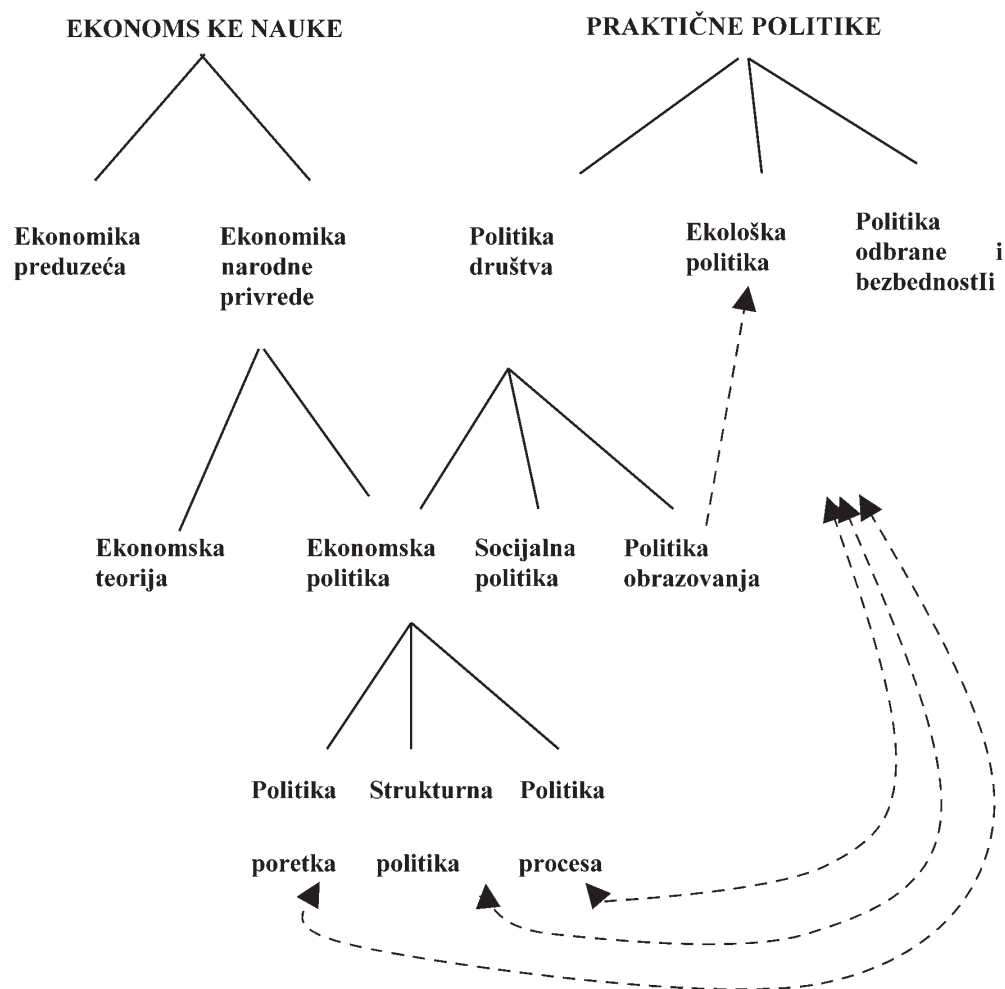 EKONOMS KE NAUKE
PRAKTIČNE POLITIKE
Ekonomika
preduzeća
Ekonomika
narodne
privrede
Politika
društva
Ekološka
politika
Politika
odbrane i
bezbednostIi
Ekonomska
teorija
Ekonomska
politika
Socijalna
politika
Politika
obrazovanja
Politika
poretka
Strukturna
politika
Politika
procesa